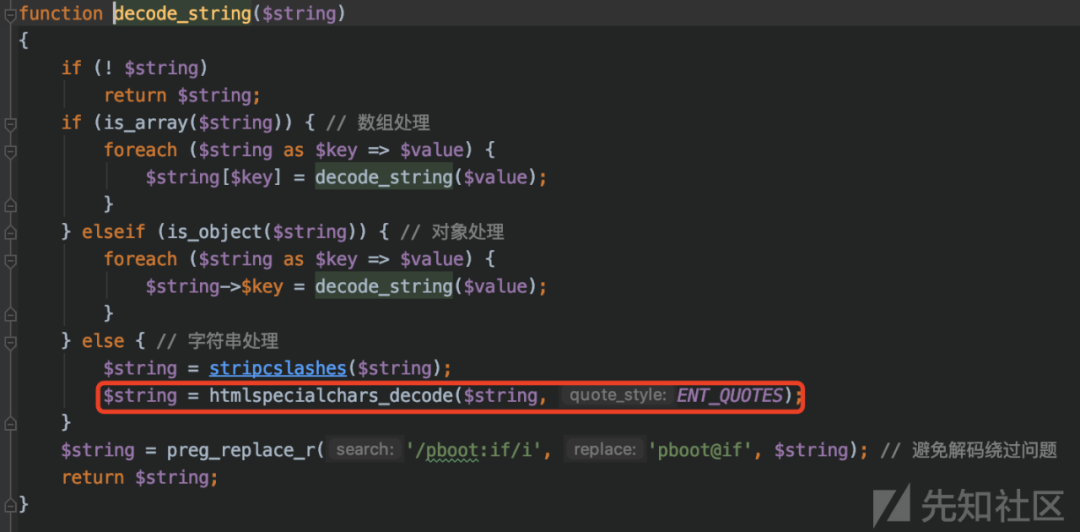 function decode_string($string)
{
    if (! $string)
        return $string;
    if (is_array($string)) { // 数组处理
        foreach ($string as $key => $value) {
            $string[$key] = decode_string($value);
        }
    } elseif (is_object($string)) { // 对象处理
        foreach ($string as $key => $value) {
            $string->$key = decode_string($value);
        }
    } else { // 字符串处理
        $string = stripcslashes($string);
        $string = htmlspecialchars_decode($string, quote_style: ENT_QUOTES);
    }
    $string = preg_replace_r( search: '/pboot:if/i', replace: 'pboot@if', $string); // 避免解码绕过问题
    return $string;
}
先知社区